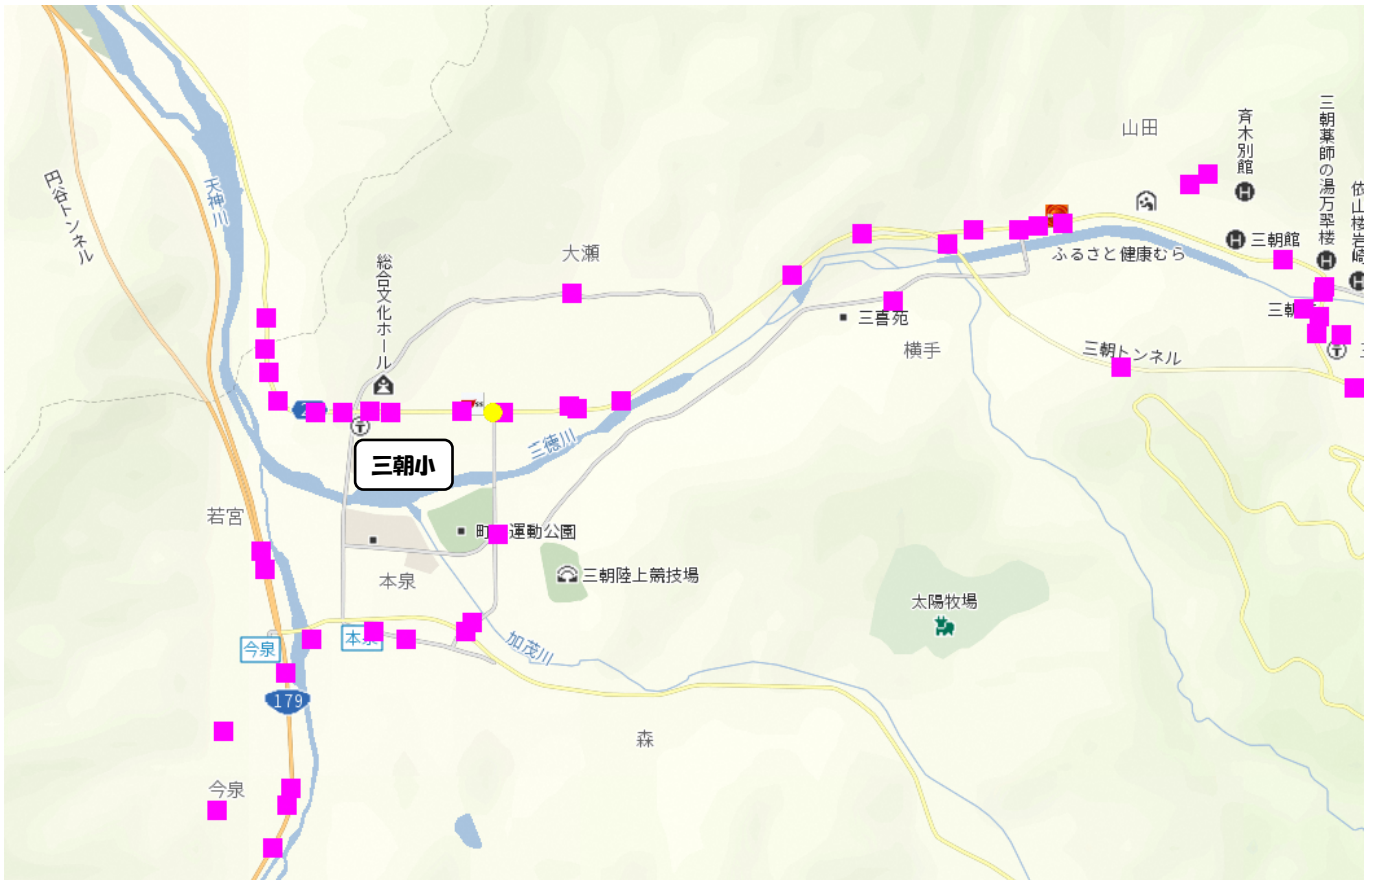 山田
斉木別館
三朝薬師の湯万翆楼
依山楼岩崎
円谷トンネル
天神川
三朝館
大瀬
総合文化ホール
ふるさと健康むら
三朝
三喜苑
横手
三朝トンネル
三朝小
三徳川
若宮
町
運動公園
三朝陸上競技場
本泉
太陽牧場
今泉
本泉
加茂川
179
森
今泉